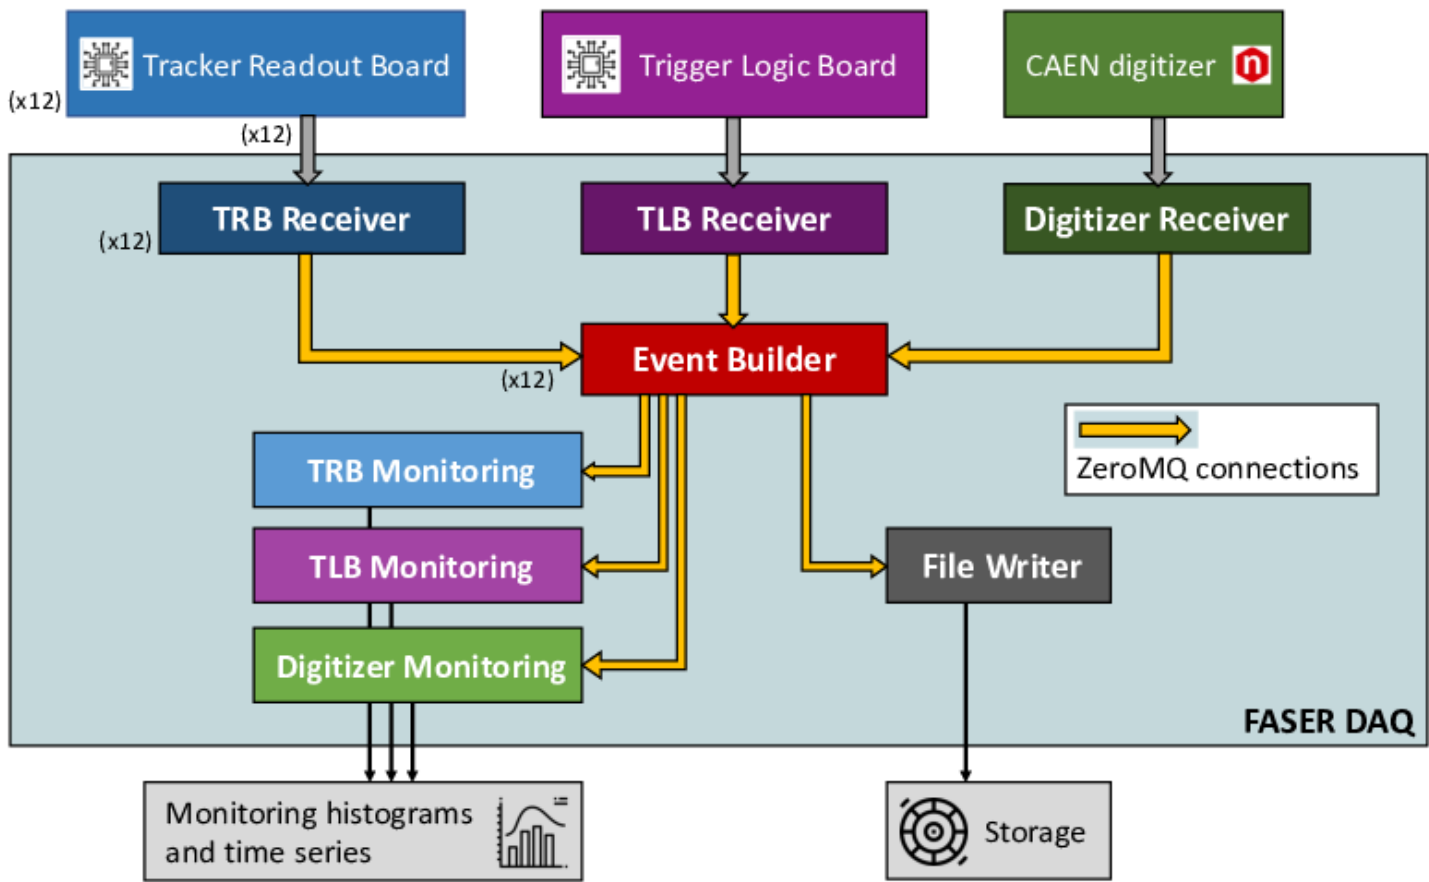 Tracker Readout Board
Trigger Logic Board
CAEN digitizer
n
(x12)
(x12)
TRB Receiver
TLB Receiver
Digitizer Receiver
(x12)
Event Builder
(x12)
ZeroMQ connections
TRB Monitoring
TLB Monitoring
File Writer
Digitizer Monitoring
FASER DAQ
Monitoring histograms
and time series
Storage